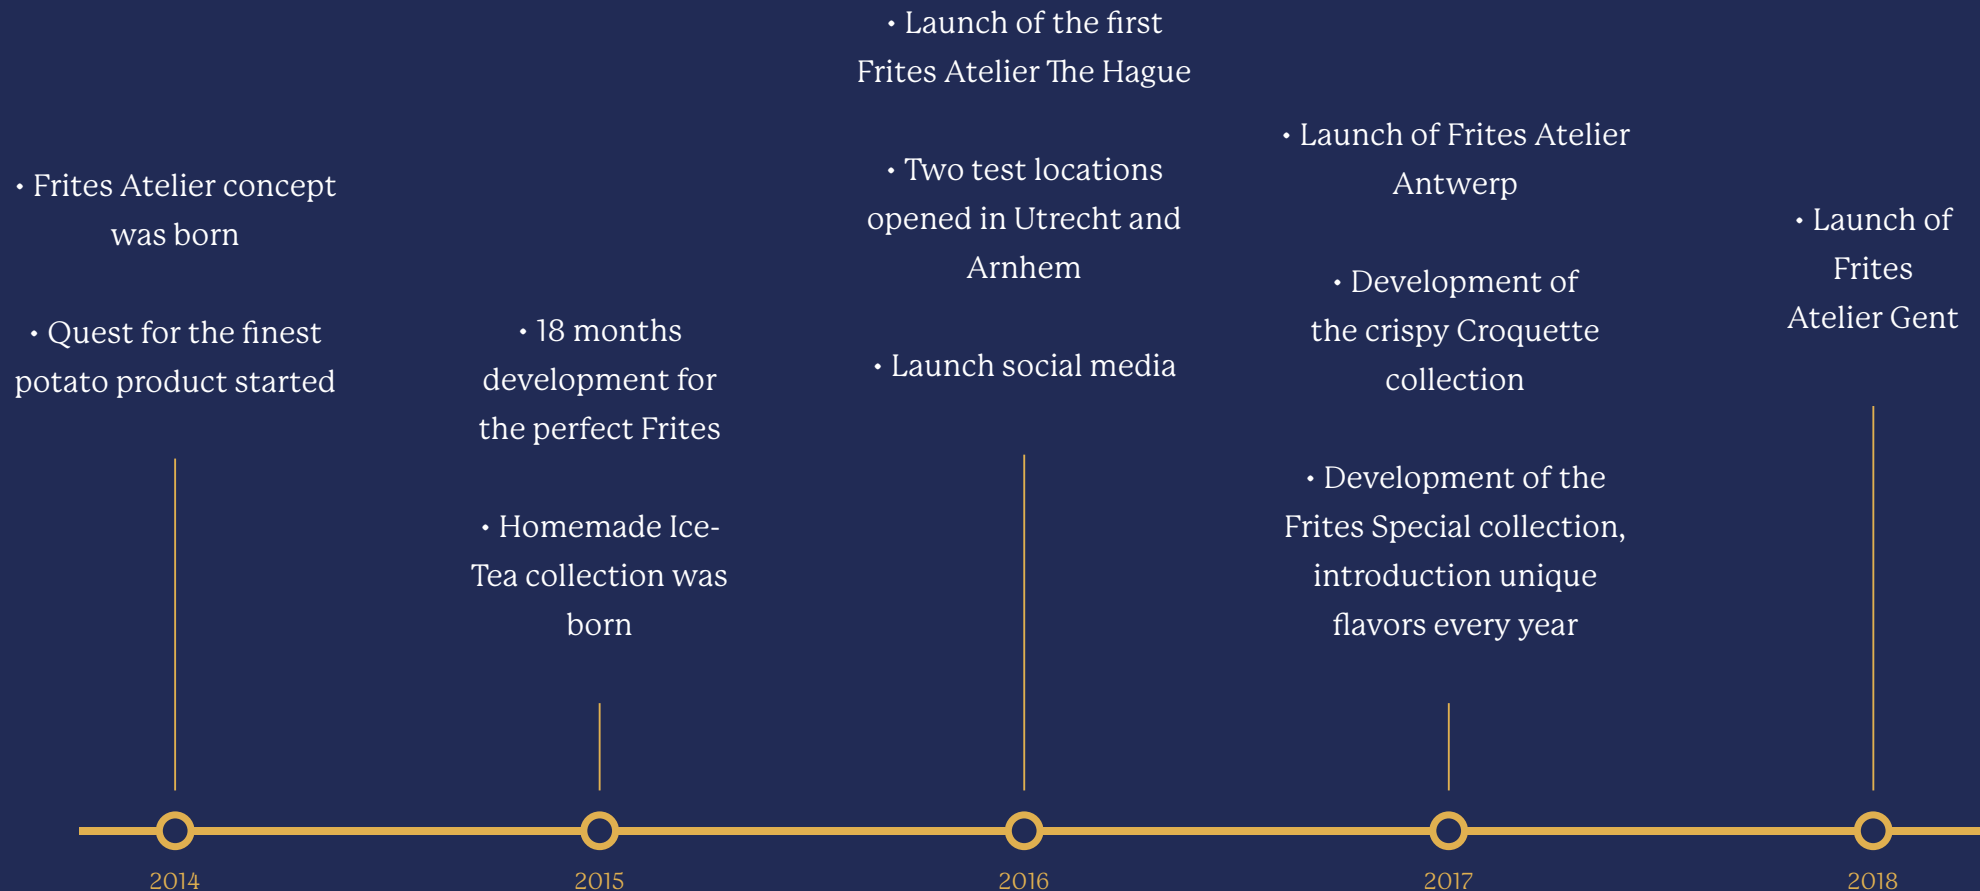 • Frites Atelier concept
was born
• Quest for the finest
potato product started
2014
• 18 months
development for
the perfect Frites
• Homemade Ice-
Tea collection was
born
2015
• Launch of the first
Frites Atelier The Hague
• Two test locations
opened in Utrecht and
Arnhem
• Launch social media
2016
• Launch of Frites Atelier
Antwerp
• Development of
the crispy Croquette
collection
• Development of the
Frites Special collection,
introduction unique
flavors every year
2017
• Launch of
Frites
Atelier Gent
2018